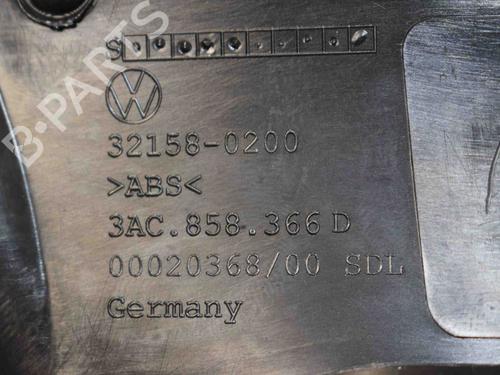 B-PARTS
S
32158-0200
>ABS<
3AC.858.366 D
00020368/00 SDL
Germany